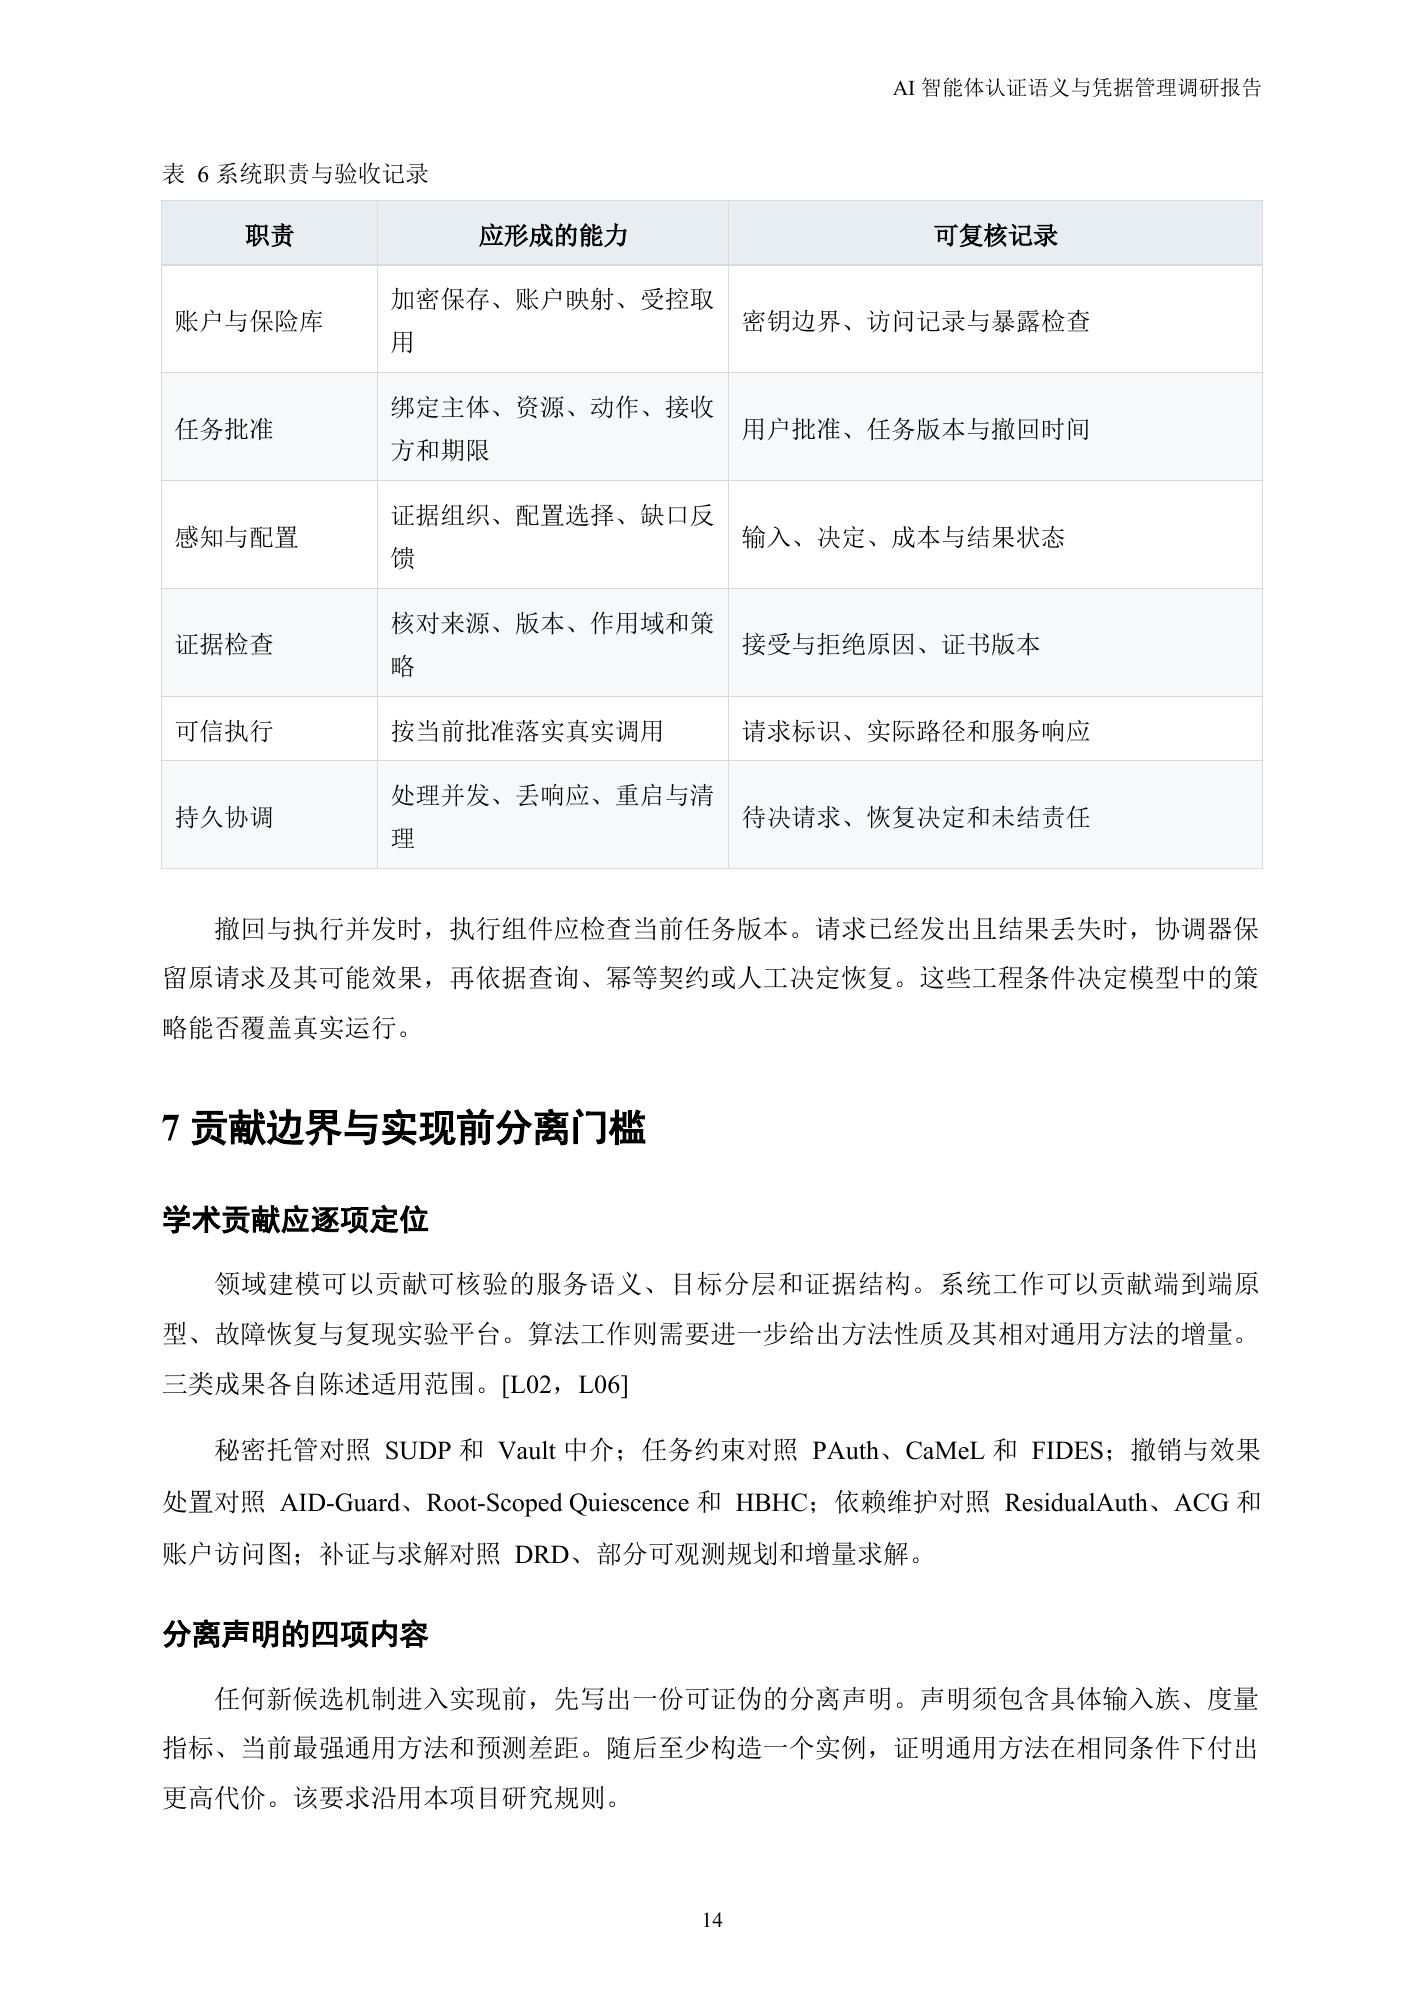 AI 智能体认证语义与凭据管理调研报告
表 6 系统职责与验收记录
职责 应形成的能力 可复核记录
账户与保险库 加密保存、账户映射、受控取用 密钥边界、访问记录与暴露检查
任务批准 绑定主体、资源、动作、接收方和期限 用户批准、任务版本与撤回时间
感知与配置 证据组织、配置选择、缺口反馈 输入、决定、成本与结果状态
证据检查 核对来源、版本、作用域和策略 接受与拒绝原因、证书版本
可信执行 按当前批准落实真实调用 请求标识、实际路径和服务响应
持久协调 处理并发、丢响应、重启与清理 待决请求、恢复决定和未结责任
撤回与执行并发时，执行组件应检查当前任务版本。请求已经发出且结果丢失时，协调器保
留原请求及其可能效果，再依据查询、幂等契约或人工决定恢复。这些工程条件决定模型中的策
略能否覆盖真实运行。
7 贡献边界与实现前分离门槛
学术贡献应逐项定位
领域建模可以贡献可核验的服务语义、目标分层和证据结构。系统工作可以贡献端到端原
型、故障恢复与复现实验平台。算法工作则需要进一步给出方法性质及其相对通用方法的增量。
三类成果各自陈述适用范围。[L02，L06]
秘密托管对照 SUDP 和 Vault 中介；任务约束对照 PAuth、CaMeL 和 FIDES；撤销与效果
处置对照 AID-Guard、Root-Scoped Quiescence 和 HBHC；依赖维护对照 ResidualAuth、ACG 和
账户访问图；补证与求解对照 DRD、部分可观测规划和增量求解。
分离声明的四项内容
任何新候选机制进入实现前，先写出一份可证伪的分离声明。声明须包含具体输入族、度量
指标、当前最强通用方法和预测差距。随后至少构造一个实例，证明通用方法在相同条件下付出
更高代价。该要求沿用本项目研究规则。
14